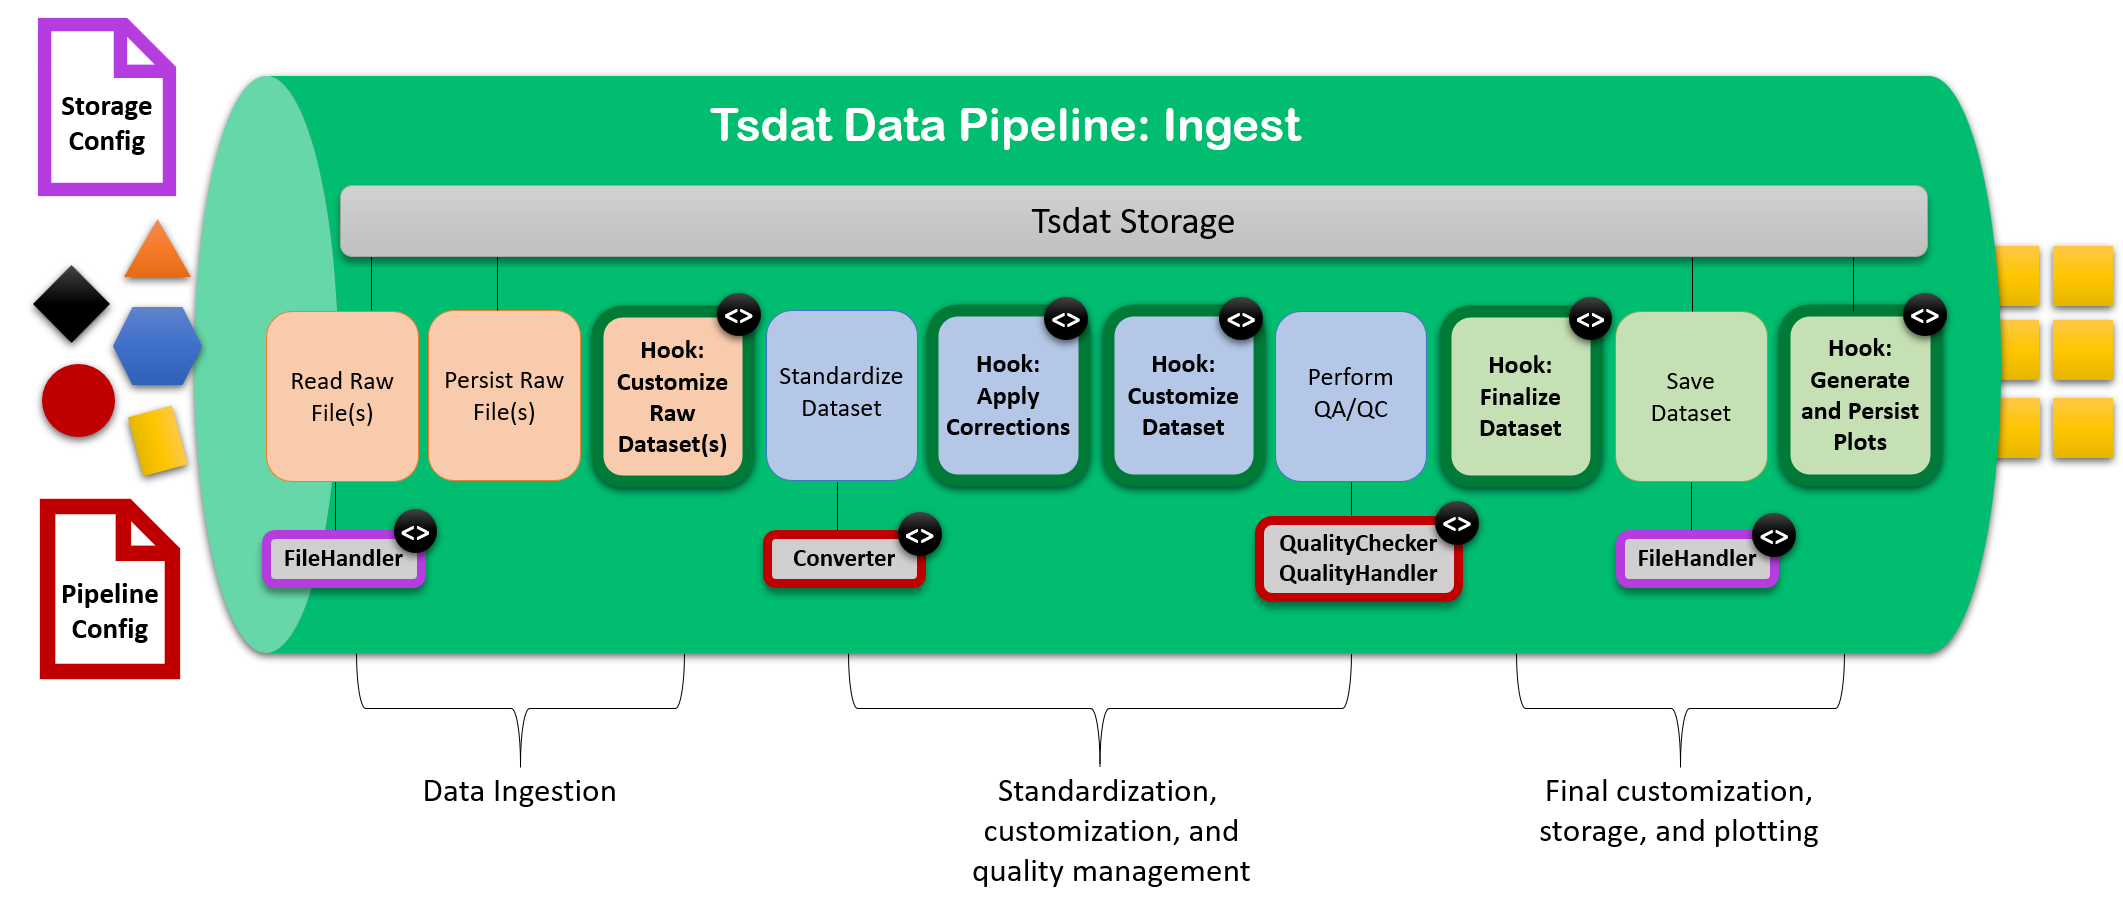 Storage
Config
Tsdat Data Pipeline: Ingest
Tsdat Storage
Read Raw
File(s)
Persist Raw
File(s)
Hook:
Customize
Raw
Dataset(s)
<>
Standardize
Dataset
Hook:
Apply
Corrections
<>
Hook:
Customize
Dataset
<>
Perform
QA/QC
Hook:
Finalize
Dataset
<>
Save
Dataset
Hook:
Generate
and Persist
Plots
<>
FileHandler
<>
Converter
<>
QualityChecker
QualityHandler
<>
FileHandler
<>
Pipeline
Config
Data Ingestion
Standardization,
customization, and
quality management
Final customization,
storage, and plotting